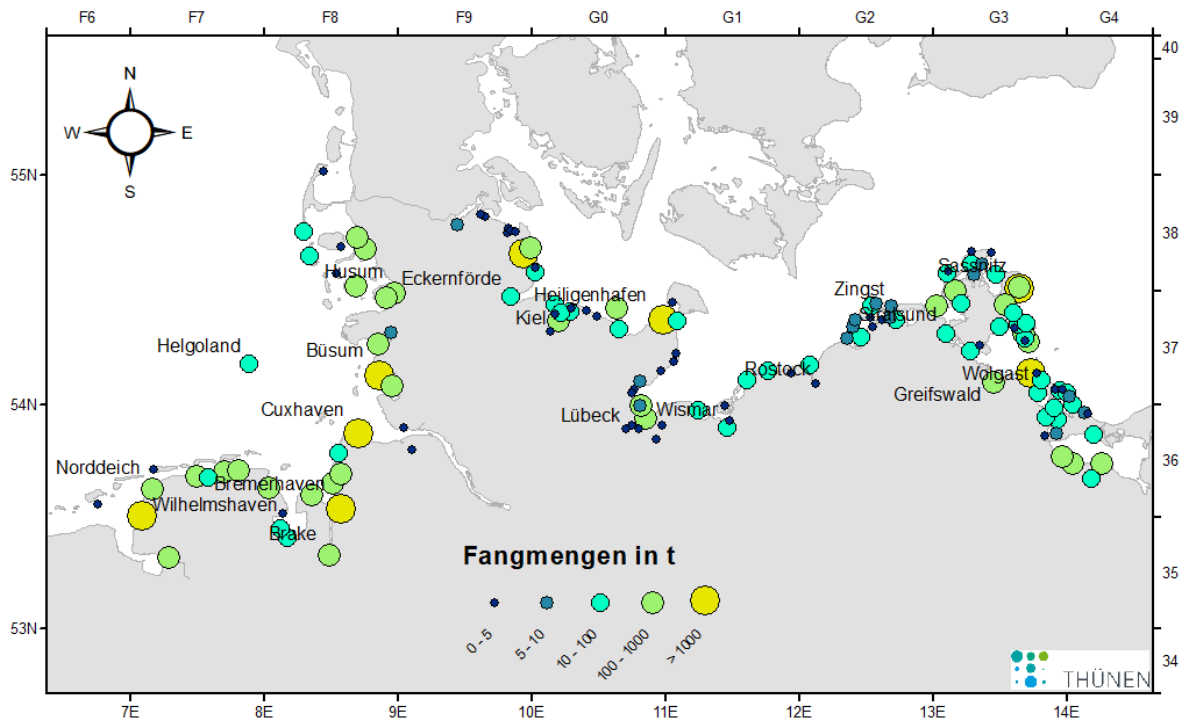 F6 F7 F8 F9 G0 G1 G2 G3 G4
40
N
W E
S
39
55N
38
Husum
Eckernförde
Sassnitz
Zingst
Heiligenhafen
Kiel
Stralsund
Helgoland
Büsum
37
Rostock
Wolgast
Greifswald
54N
Cuxhaven
Lübeck
Wismar
Norddeich
36
Bremerhaven
Wilhelmshaven
Brake
Fangmengen in t
35
0 - 5
5 - 10
10 - 100
100 - 1000
> 1000
53N
34
THÜNEN
7E 8E 9E 10E 11E 12E 13E 14E